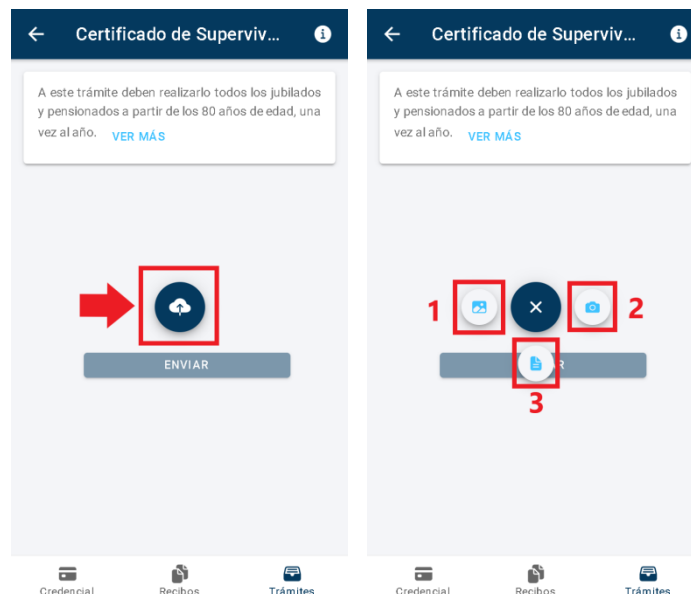 Certificado de Superviv...
A este trámite deben realizarlo todos los jubilados
y pensionados a partir de los 80 años de edad, una
vez al año. VER MÁS
ENVIAR
Credencial
Recibos
Trámites
Certificado de Superviv...
A este trámite deben realizarlo todos los jubilados
y pensionados a partir de los 80 años de edad, una
vez al año. VER MÁS
1
2
R
3
Credencial
Recibos
Trámites